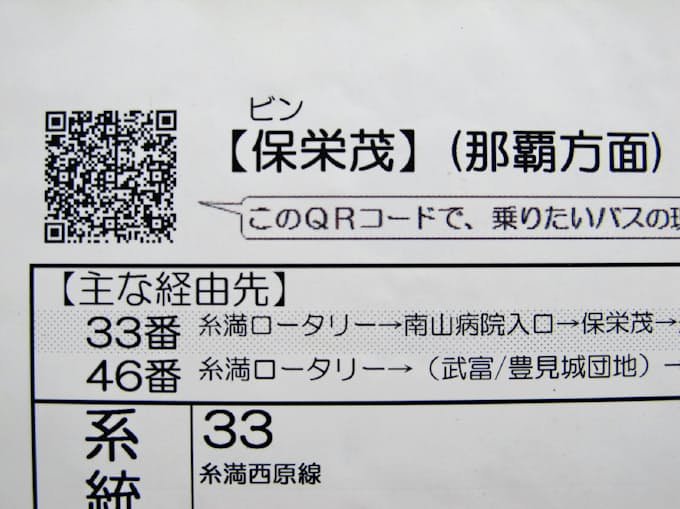 ビン
【保栄茂】(那覇方面)
このQRコードで、乗りたいバスの現
【主な経由先】
33番 糸満ロータリー→南山病院入口→保栄茂→
46番 糸満ロータリー→（武富/豊見城団地）→
系統
33
糸満西原線